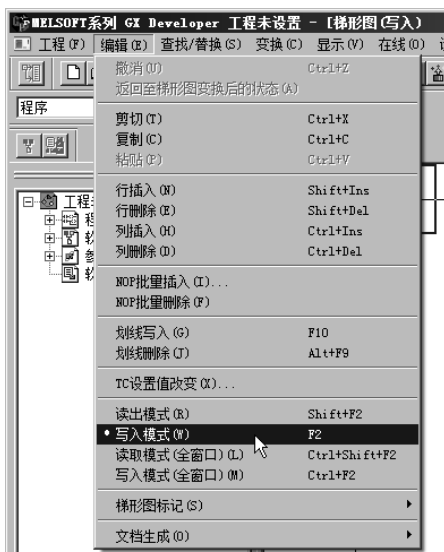 MELSOFT系列 GX Developer 工程未设置 - [梯形图(写入)
工程(F) 编辑(E) 查找/替换(S) 变换(C) 显示(V) 在线(O)
撤消(U) Ctrl+Z
返回至梯形图变换后的状态(A)
程序
剪切(T) Ctrl+X
复制(C) Ctrl+C
粘贴(P) Ctrl+V
行插入(N) Shift+Ins
行删除(E) Shift+Del
列插入(H) Ctrl+Ins
列删除(D) Ctrl+Del
工程
程
软
参
软
NOP批量插入(I)...
NOP批量删除(F)
划线写入(G) F10
划线删除(J) Alt+F9
TC设置值改变(X)...
读出模式(R) Shift+F2
• 写入模式(W) F2
读取模式(全窗口)(L) Ctrl+Shift+F2
写入模式(全窗口)(M) Ctrl+F2
梯形图标记(S)
文档生成(O)